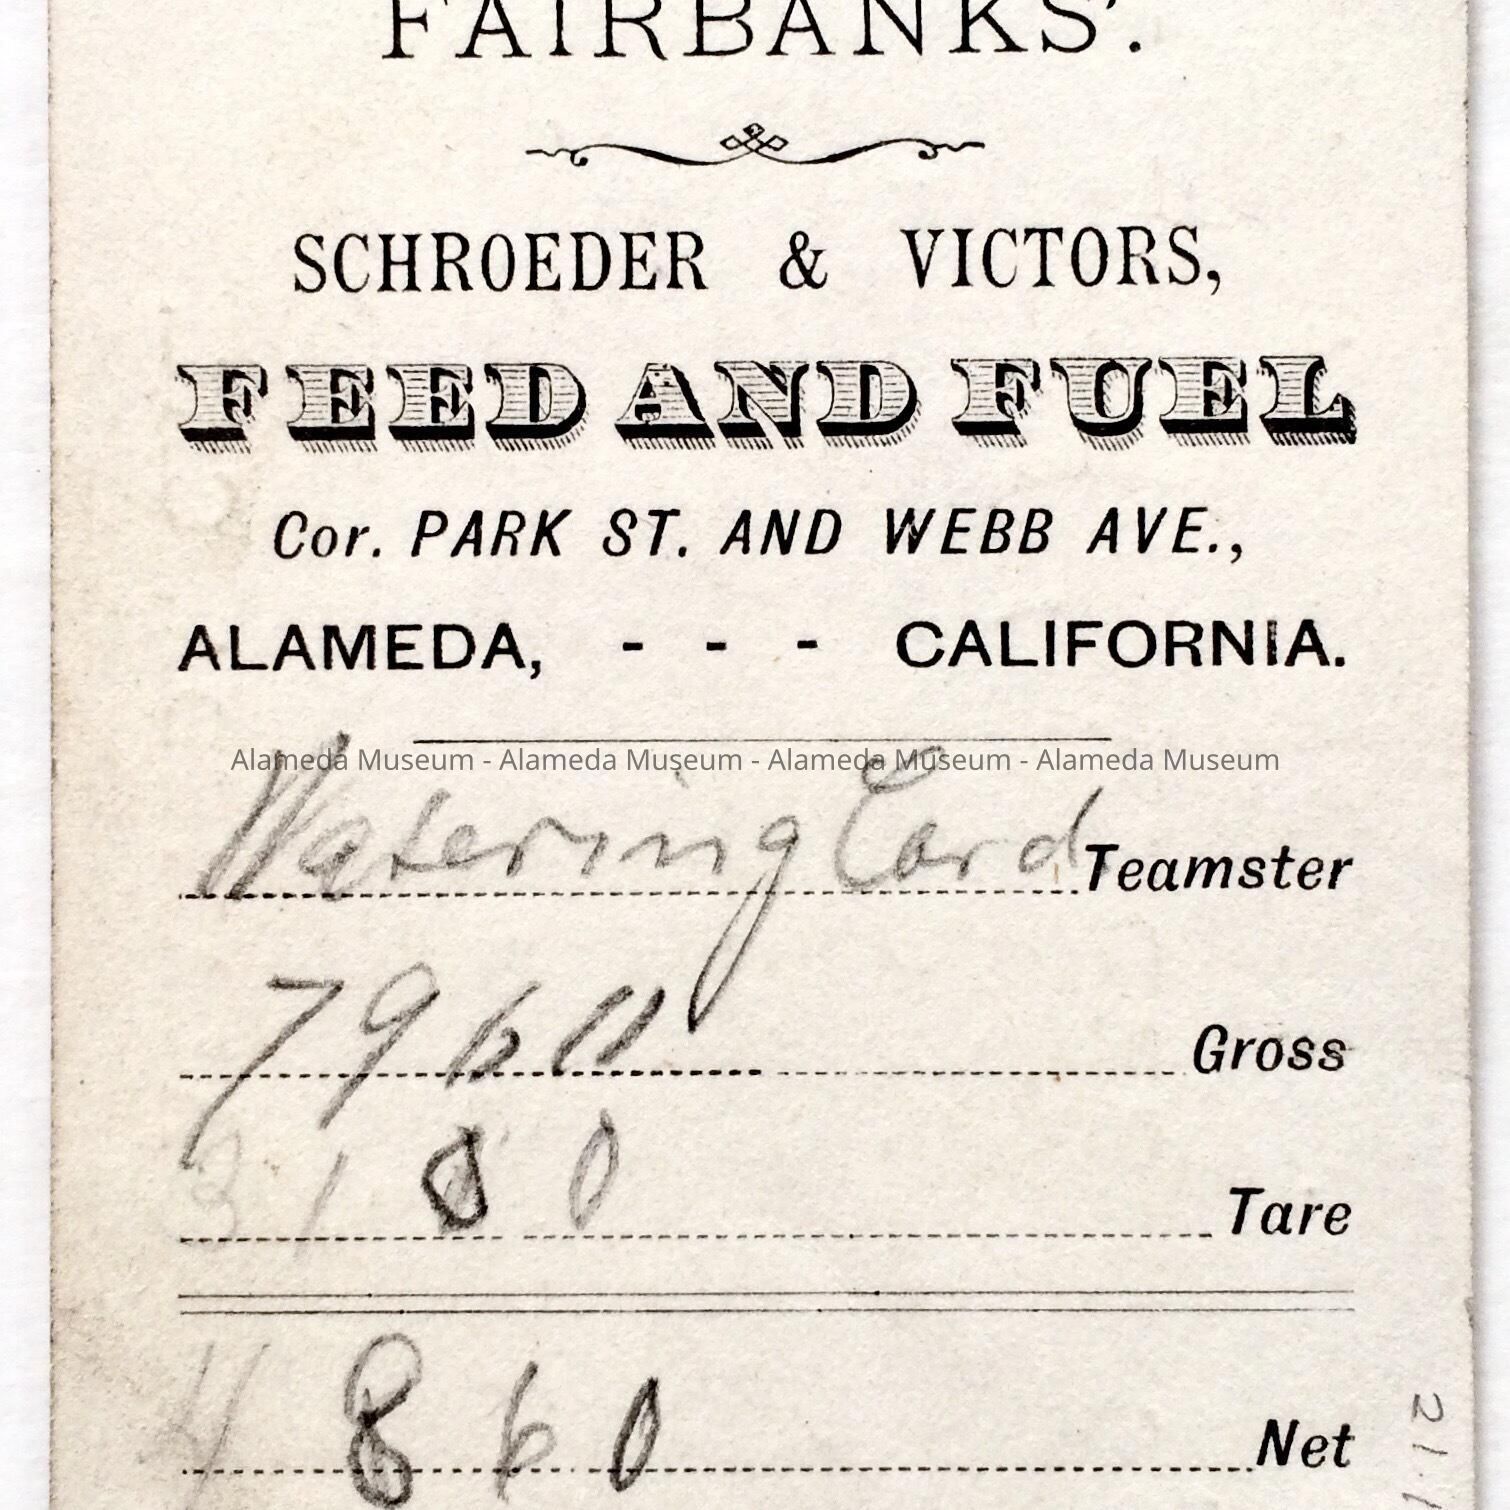 FAIRBANKS'.
SCHROEDER & VICTORS,
FEED AND FUEL
Cor. PARK ST. AND WEBB AVE.,
ALAMEDA, - - - CALIFORNIA.
Alameda Museum - Alameda Museum - Alameda Museum - Alameda Museum
Watering Card Teamster
7960 Gross
3100 Tare
4860 Net